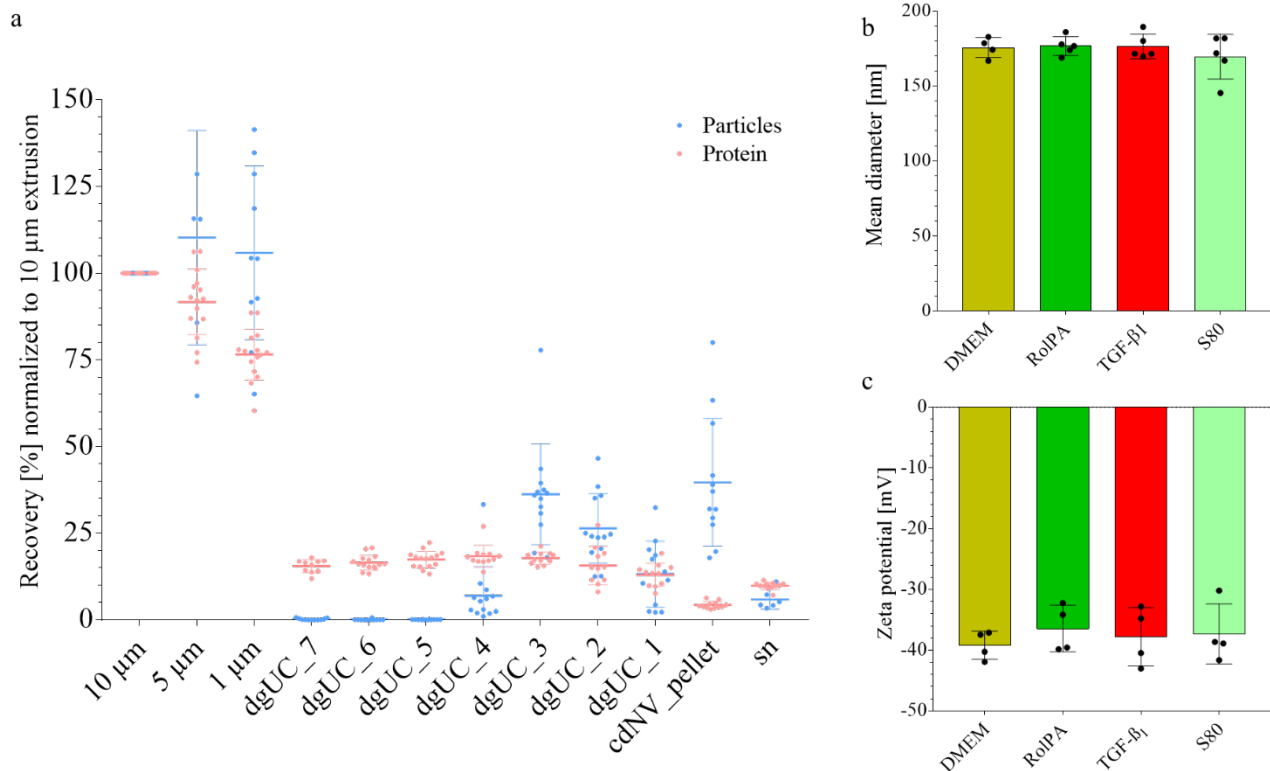 a
Recovery [%] normalized to 10 µm extrusion
150
125
100
75
50
25
0
Particles
Protein
10 µm
5 µm
1 µm
dgUC_7
dgUC_6
dgUC_5
dgUC_4
dgUC_3
dgUC_2
dgUC_1
cdNV_pellet
sn
b
Mean diameter [nm]
200
150
100
50
0
DMEM
RolPA
TGF-β1
S80
c
Zeta potential [mV]
0
-10
-20
-30
-40
-50
DMEM
RolPA
TGF-ß₁
S80